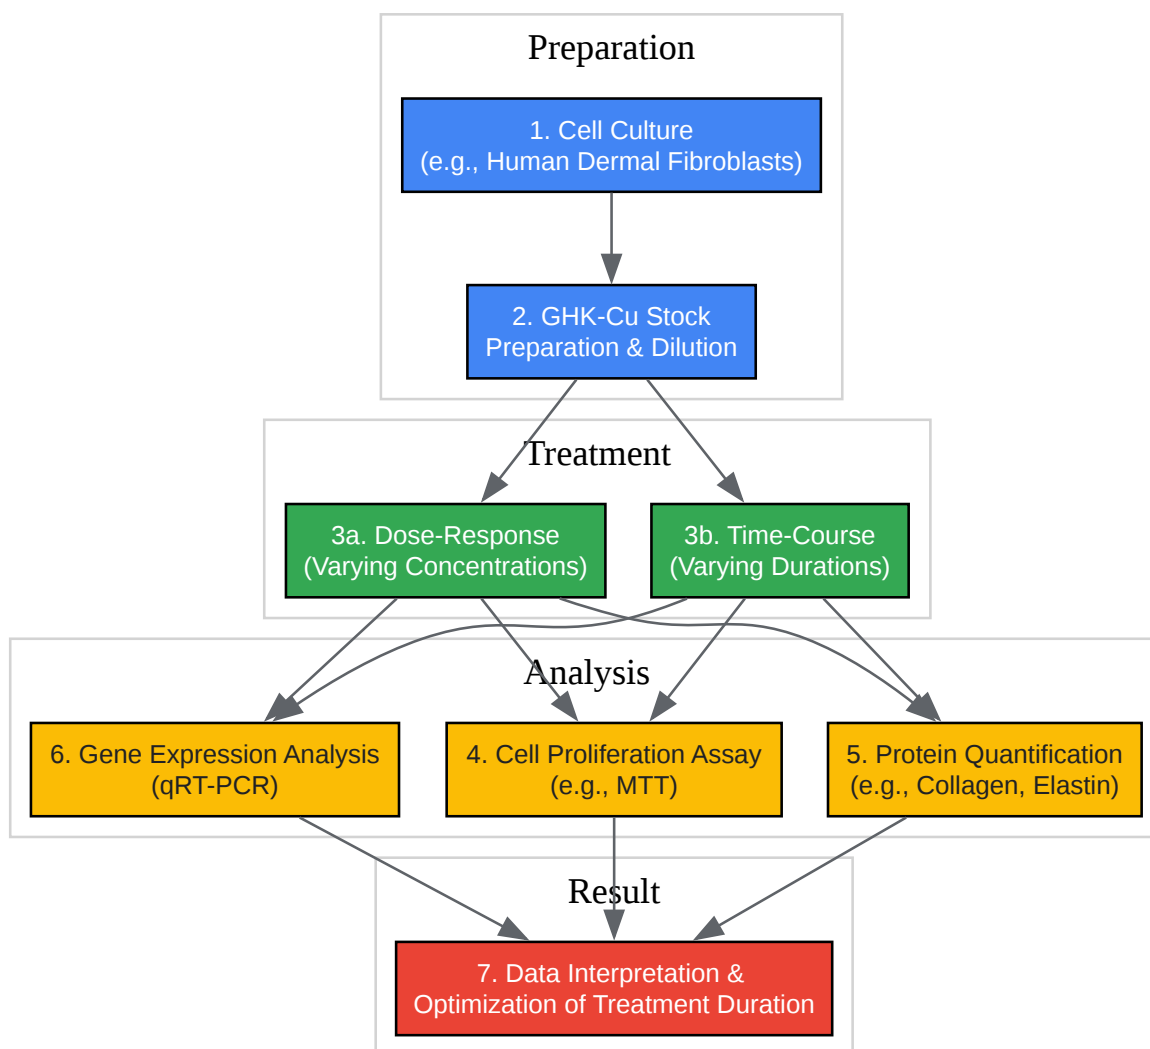 Preparation
1. Cell Culture
(e.g., Human Dermal Fibroblasts)
2. GHK-Cu Stock
Preparation & Dilution
Treatment
3a. Dose-Response
(Varying Concentrations)
3b. Time-Course
(Varying Durations)
Analysis
6. Gene Expression Analysis
(qRT-PCR)
4. Cell Proliferation Assay
(e.g., MTT)
5. Protein Quantification
(e.g., Collagen, Elastin)
Result
7. Data Interpretation &
Optimization of Treatment Duration